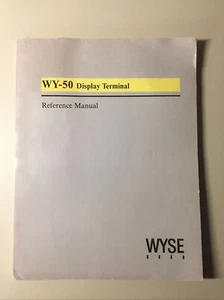 WY-50 Display Terminal
Reference Manual
WYSE